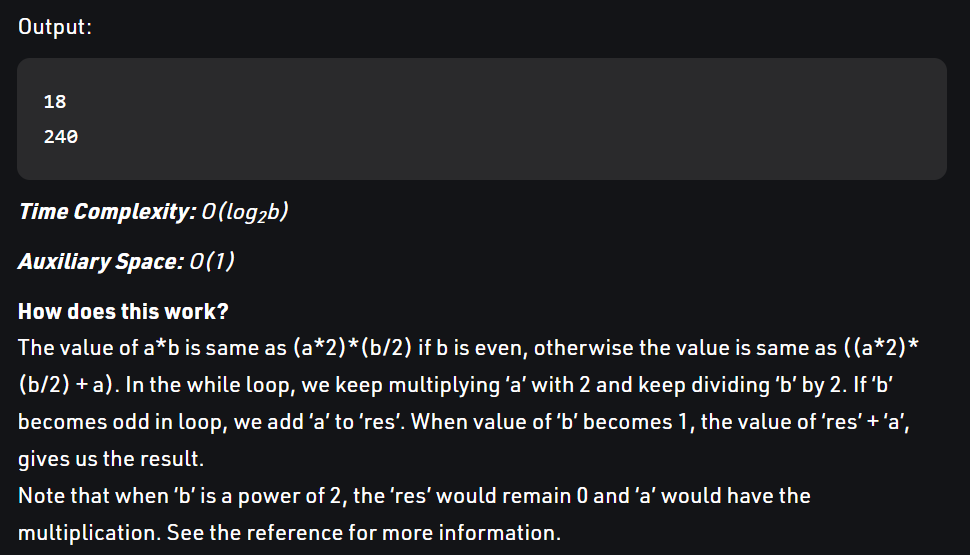 Output:
18
240
Time Complexity: O(log₂b)
Auxiliary Space: O(1)
How does this work?
The value of a*b is same as (a*2)*(b/2) if b is even, otherwise the value is same as ((a*2)*
(b/2) + a). In the while loop, we keep multiplying ‘a’ with 2 and keep dividing ‘b’ by 2. If ‘b’
becomes odd in loop, we add ‘a’ to ‘res’. When value of ‘b’ becomes 1, the value of ‘res’ + ‘a’,
gives us the result.
Note that when ‘b’ is a power of 2, the ‘res’ would remain 0 and ‘a’ would have the
multiplication. See the reference for more information.